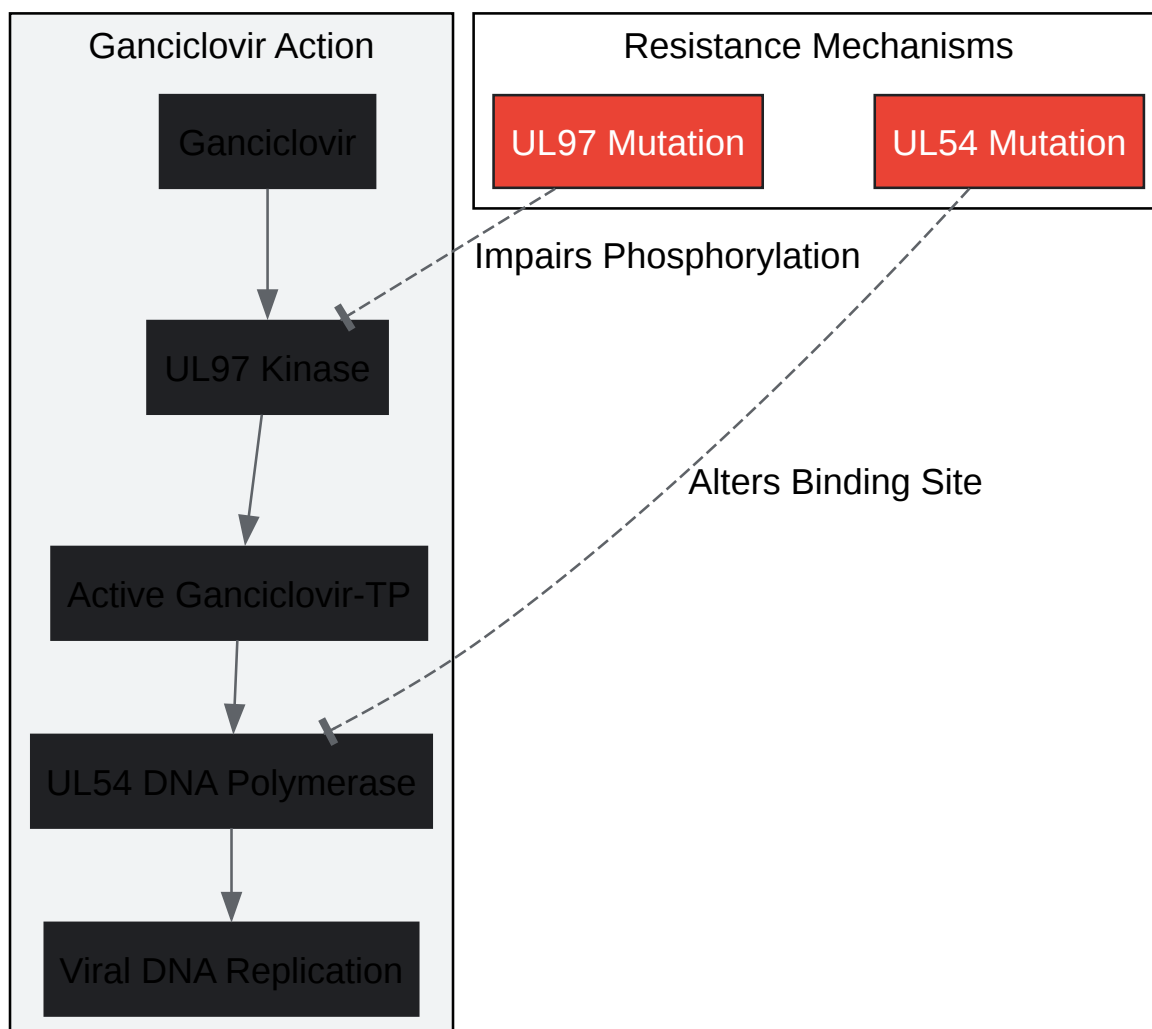 Ganciclovir Action
Ganciclovir
UL97 Kinase
Active Ganciclovir-TP
UL54 DNA Polymerase
Viral DNA Replication
Resistance Mechanisms
UL97 Mutation
UL54 Mutation
Impairs Phosphorylation
Alters Binding Site